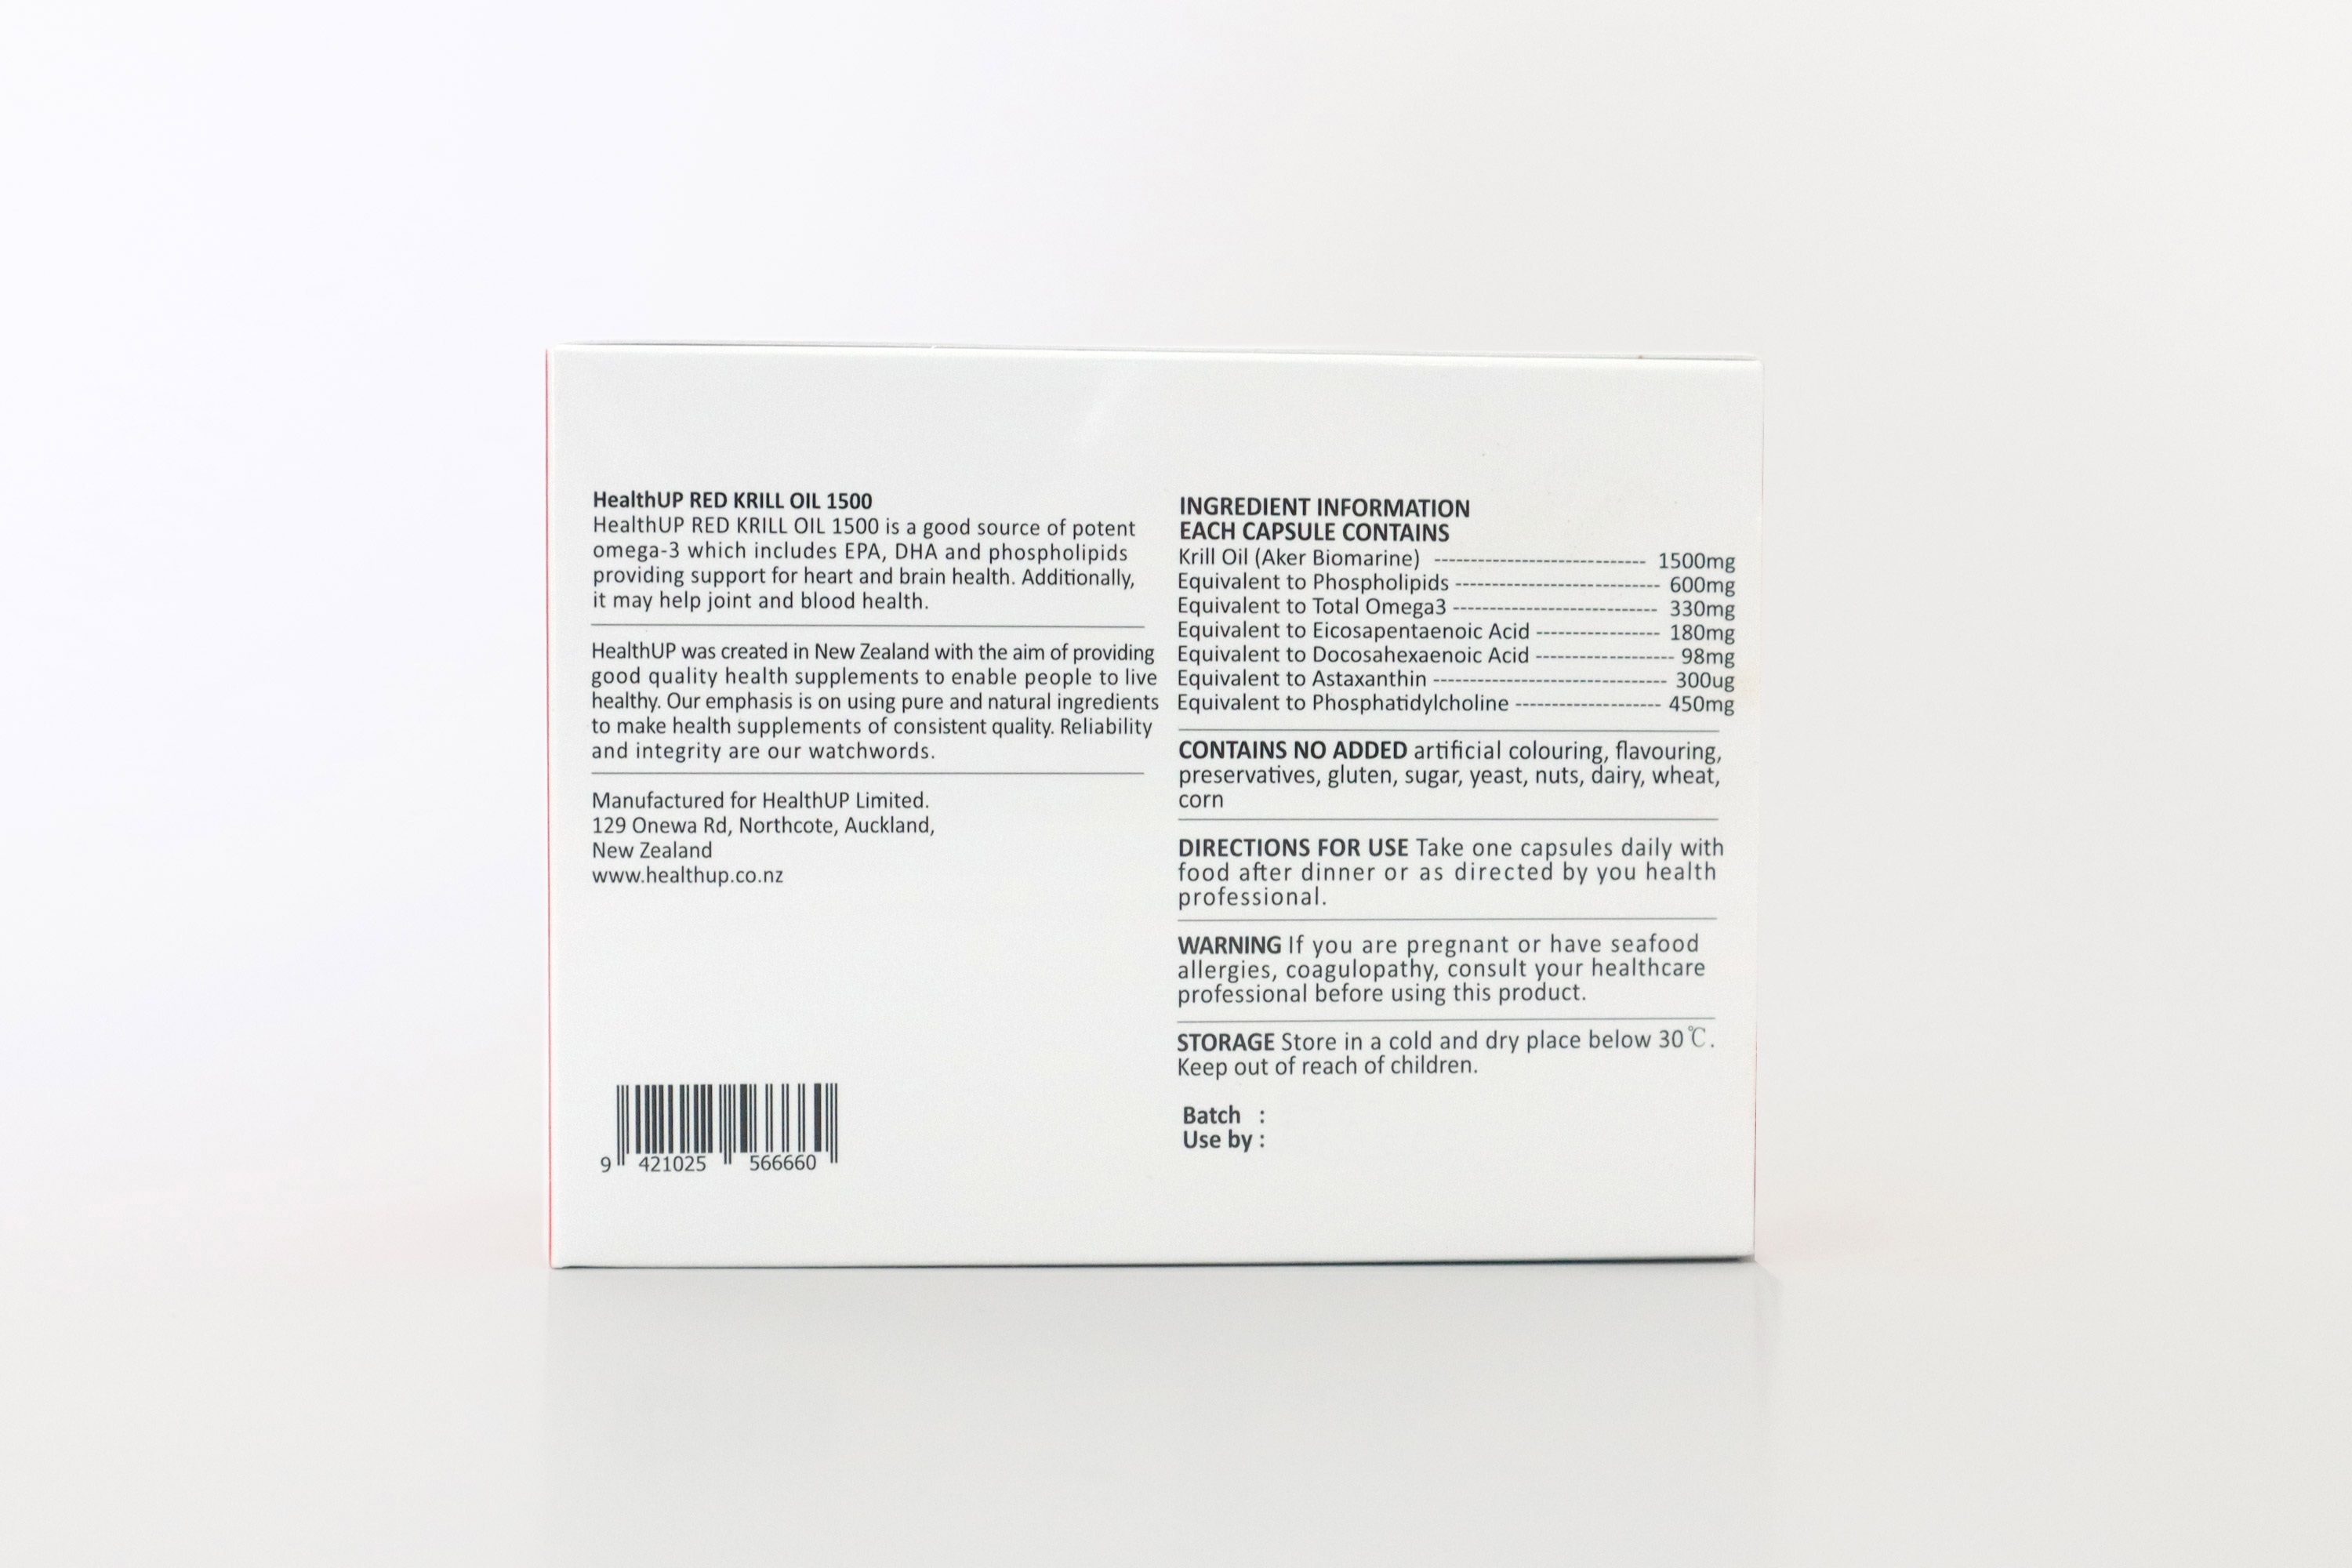 HealthUP RED KRILL OIL 1500
HealthUP RED KRILL OIL 1500 is a good source of potent
omega-3 which includes EPA, DHA and phospholipids
providing support for heart and brain health. Additionally,
it may help joint and blood health.
HealthUP was created in New Zealand with the aim of providing
good quality health supplements to enable people to live
healthy. Our emphasis is on using pure and natural ingredients
to make health supplements of consistent quality. Reliability
and integrity are our watchwords.
Manufactured for HealthUP Limited.
129 Onewa Rd, Northcote, Auckland,
New Zealand
www.healthup.co.nz
9 421025 566660
INGREDIENT INFORMATION
EACH CAPSULE CONTAINS
Krill Oil (Aker Biomarine) ---------------------------- 1500mg
Equivalent to Phospholipids --------------------------- 600mg
Equivalent to Total Omega3 --------------------------- 330mg
Equivalent to Eicosapentaenoic Acid ---------------- 180mg
Equivalent to Docosahexaenoic Acid ------------------ 98mg
Equivalent to Astaxanthin ------------------------------- 300ug
Equivalent to Phosphatidylcholine ------------------- 450mg
CONTAINS NO ADDED artificial colouring, flavouring,
preservatives, gluten, sugar, yeast, nuts, dairy, wheat,
corn
DIRECTIONS FOR USE Take one capsules daily with
food after dinner or as directed by you health
professional.
WARNING If you are pregnant or have seafood
allergies, coagulopathy, consult your healthcare
professional before using this product.
STORAGE Store in a cold and dry place below 30℃.
Keep out of reach of children.
Batch :
Use by :